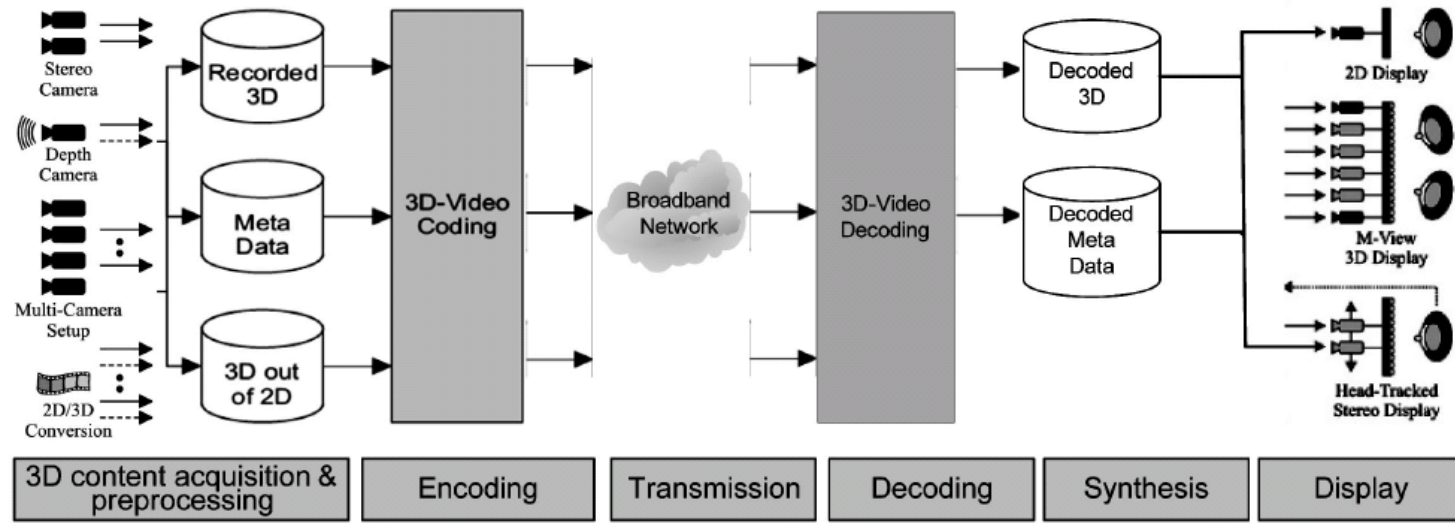 Stereo
Camera
Depth
Camera
Multi-Camera
Setup
2D/3D
Conversion
Recorded
3D
Meta
Data
3D out
of 2D
3D-Video
Coding
Broadband
Network
3D-Video
Decoding
Decoded
3D
Decoded
Meta
Data
2D Display
M-View
3D Display
Head-Tracked
Stereo Display
3D content acquisition &
preprocessing
Encoding
Transmission
Decoding
Synthesis
Display